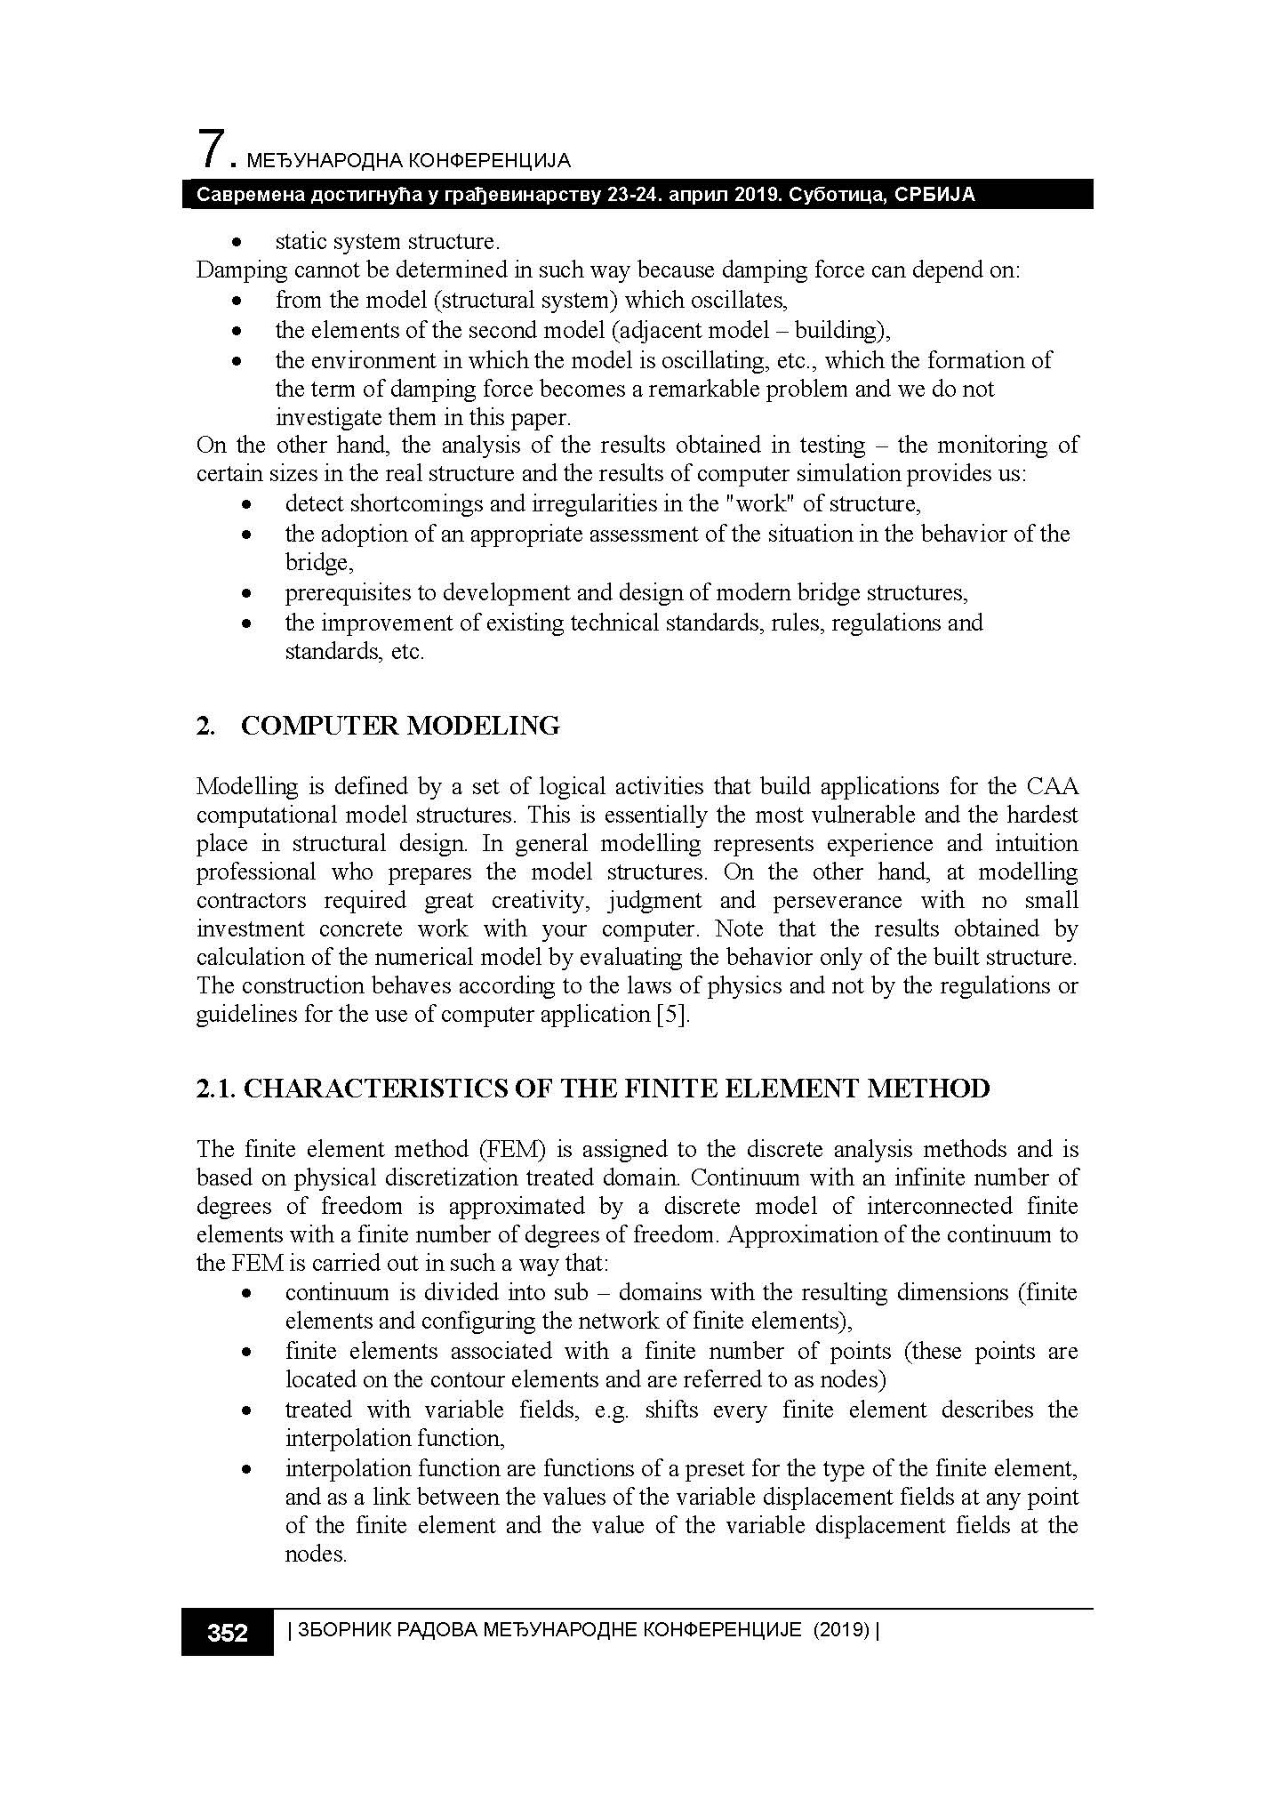 7. МЕЂУНАРОДНА КОНФЕРЕНЦИЈА
Савремена достигнућа у грађевинарству 23-24. април 2019. Суботица, СРБИЈА
• static system structure.
Damping cannot be determined in such way because damping force can depend on:
• from the model (structural system) which oscillates,
• the elements of the second model (adjacent model – building),
• the environment in which the model is oscillating, etc., which the formation of
the term of damping force becomes a remarkable problem and we do not
investigate them in this paper.
On the other hand, the analysis of the results obtained in testing – the monitoring of
certain sizes in the real structure and the results of computer simulation provides us:
• detect shortcomings and irregularities in the "work" of structure,
• the adoption of an appropriate assessment of the situation in the behavior of the
bridge,
• prerequisites to development and design of modern bridge structures,
• the improvement of existing technical standards, rules, regulations and
standards, etc.
2. COMPUTER MODELING
Modelling is defined by a set of logical activities that build applications for the CAA
computational model structures. This is essentially the most vulnerable and the hardest
place in structural design. In general modelling represents experience and intuition
professional who prepares the model structures. On the other hand, at modelling
contractors required great creativity, judgment and perseverance with no small
investment concrete work with your computer. Note that the results obtained by
calculation of the numerical model by evaluating the behavior only of the built structure.
The construction behaves according to the laws of physics and not by the regulations or
guidelines for the use of computer application [5].
2.1. CHARACTERISTICS OF THE FINITE ELEMENT METHOD
The finite element method (FEM) is assigned to the discrete analysis methods and is
based on physical discretization treated domain. Continuum with an infinite number of
degrees of freedom is approximated by a discrete model of interconnected finite
elements with a finite number of degrees of freedom. Approximation of the continuum to
the FEM is carried out in such a way that:
• continuum is divided into sub – domains with the resulting dimensions (finite
elements and configuring the network of finite elements),
• finite elements associated with a finite number of points (these points are
located on the contour elements and are referred to as nodes)
• treated with variable fields, e.g. shifts every finite element describes the
interpolation function,
• interpolation function are functions of a preset for the type of the finite element,
and as a link between the values of the variable displacement fields at any point
of the finite element and the value of the variable displacement fields at the
nodes.
352 | ЗБОРНИК РАДОВА МЕЂУНАРОДНЕ КОНФЕРЕНЦИЈЕ (2019) |